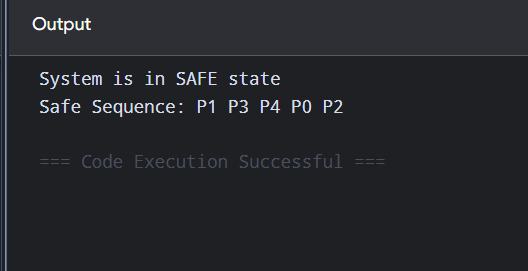 Output
System is in SAFE state
Safe Sequence: P1 P3 P4 P0 P2
=== Code Execution Successful ===